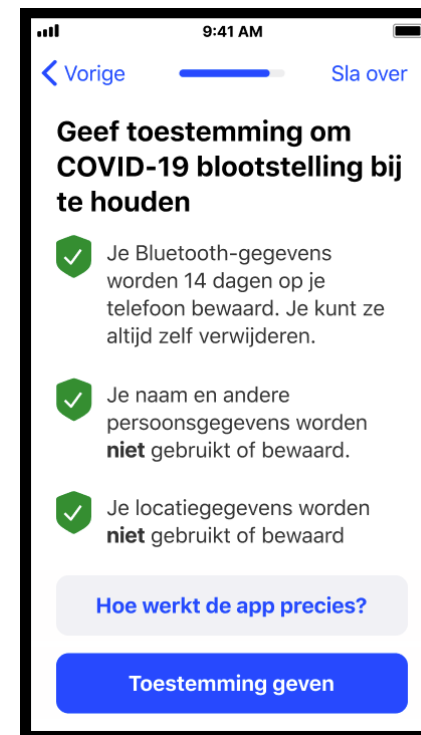 9:41 AM
Vorige
Sla over
Geef toestemming om
COVID-19 blootstelling bij
te houden
Je Bluetooth-gegevens
worden 14 dagen op je
telefoon bewaard. Je kunt ze
altijd zelf verwijderen.
Je naam en andere
persoonsgegevens worden
niet gebruikt of bewaard.
Je locatiegegevens worden
niet gebruikt of bewaard
Hoe werkt de app precies?
Toestemming geven